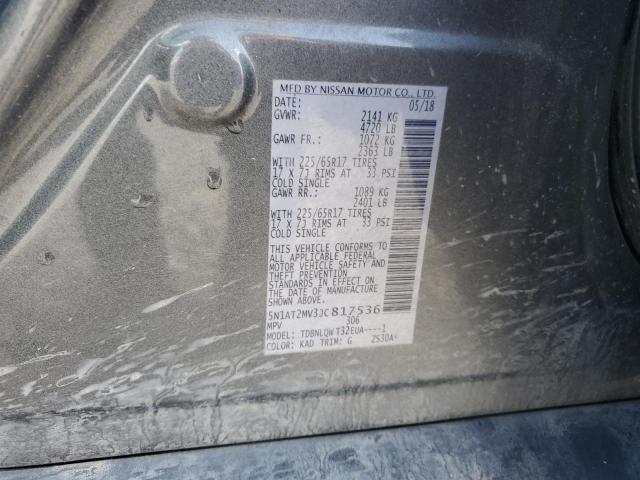 MFD BY NISSAN MOTOR CO., LTD.
DATE: 05/18
GVWR: 2141 KG
4720 LB
GAWR FR.: 1072 KG
2363 LB
WITH 225/65R17 TIRES
17 X 7J RIMS AT 33 PSI
COLD SINGLE
GAWR RR.: 1089 KG
2401 LB
WITH 225/65R17 TIRES
17 X 7J RIMS AT 33 PSI
COLD SINGLE
THIS VEHICLE CONFORMS TO
ALL APPLICABLE FEDERAL
MOTOR VEHICLE SAFETY AND
THEFT PREVENTION
STANDARDS IN EFFECT ON
THE DATE OF MANUFACTURE
SHOWN ABOVE.
5N1AT2MV3JC817536
MPV 306
MODEL: TDBNLQW T32EUA----1
COLOR: KAD TRIM: G